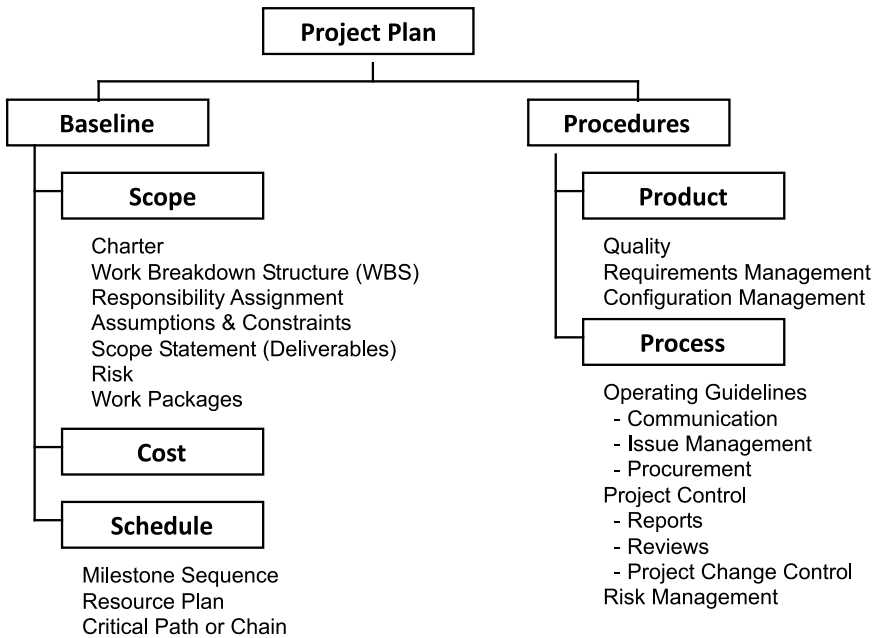 Project Plan
Baseline
Scope
Charter
Work Breakdown Structure (WBS)
Responsibility Assignment
Assumptions & Constraints
Scope Statement (Deliverables)
Risk
Work Packages
Cost
Schedule
Milestone Sequence
Resource Plan
Critical Path or Chain
Procedures
Product
Quality
Requirements Management
Configuration Management
Process
Operating Guidelines
- Communication
- Issue Management
- Procurement
Project Control
- Reports
- Reviews
- Project Change Control
Risk Management